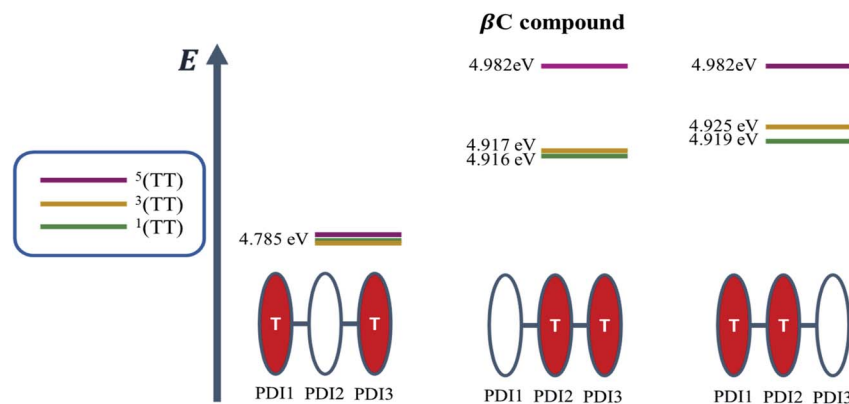 βC compound
E
4.982eV
4.982eV
4.917 eV
4.916 eV
4.925 eV
4.919 eV
⁵(TT)
³(TT)
¹(TT)
4.785 eV
T T
T T
T T
PDI1 PDI2 PDI3
PDI1 PDI2 PDI3
PDI1 PDI2 PDI3